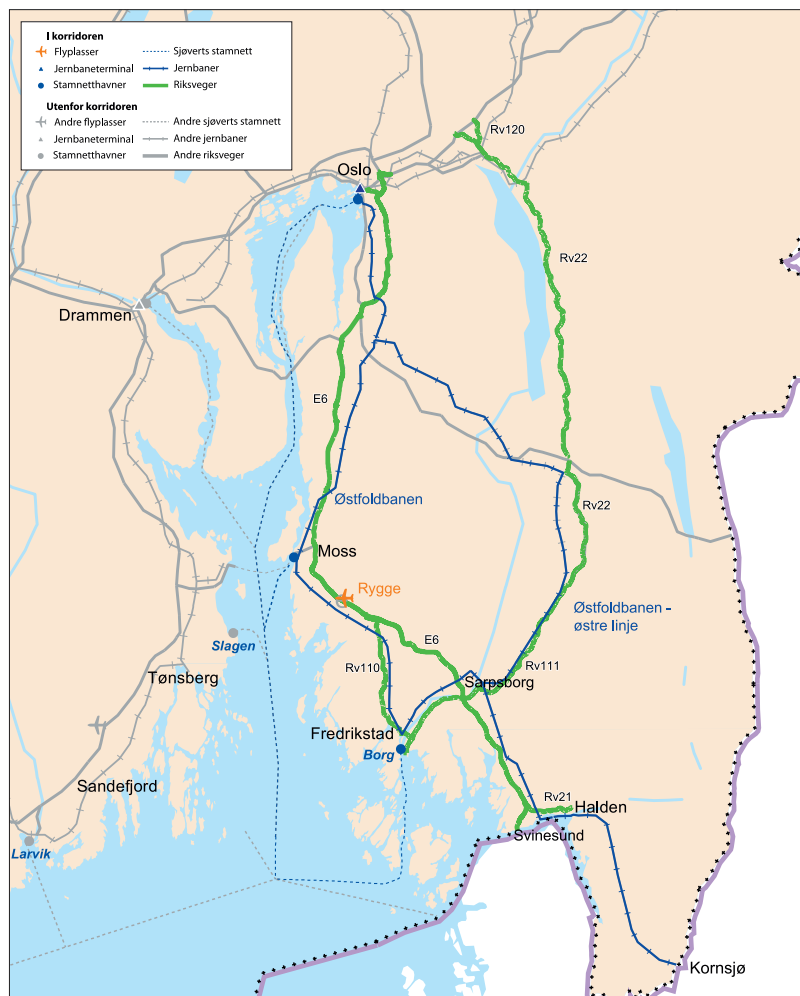 I korridoren
Flyplasser
Jernbaneterminal
Stamnetthavner
Sjøverts stamnett
Jernbaner
Riksveger
Utenfor korridoren
Andre flyplasser
Jernbaneterminal
Stamnetthavner
Andre sjøverts stamnett
Andre jernbaner
Andre riksveger
Rv120
Oslo
Rv22
Drammen
E6
Østfoldbanen
Rv22
Moss
Rygge
Østfoldbanen -
østre linje
Slagen
E6
Rv110
Rv111
Tønsberg
Sarpsborg
Fredrikstad
Borg
Sandefjord
Rv21
Halden
Svinesund
Larvik
Kornsjø